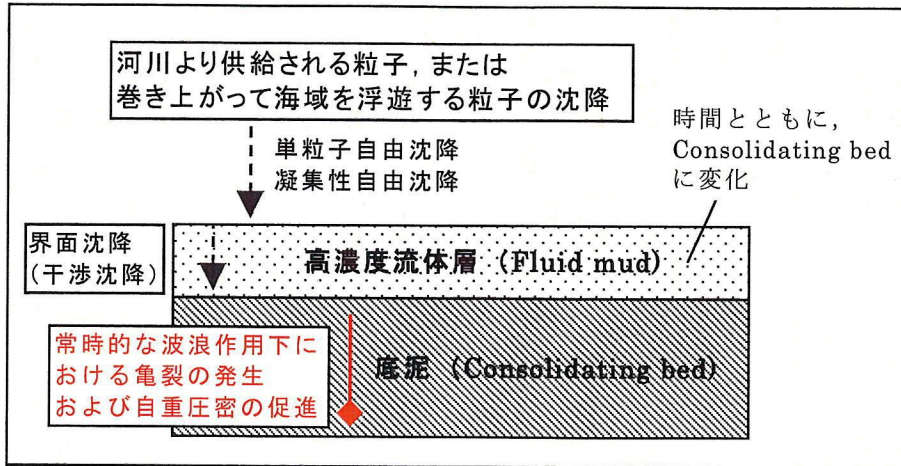 河川より供給される粒子，または
巻き上がって海域を浮遊する粒子の沈降
単粒子自由沈降
凝集性自由沈降
時間とともに，
Consolidating bed
に変化
界面沈降
(干渉沈降)
高濃度流体層 (Fluid mud)
常時的な波浪作用下に
おける亀裂の発生
および自重圧密の促進
底泥 (Consolidating bed)